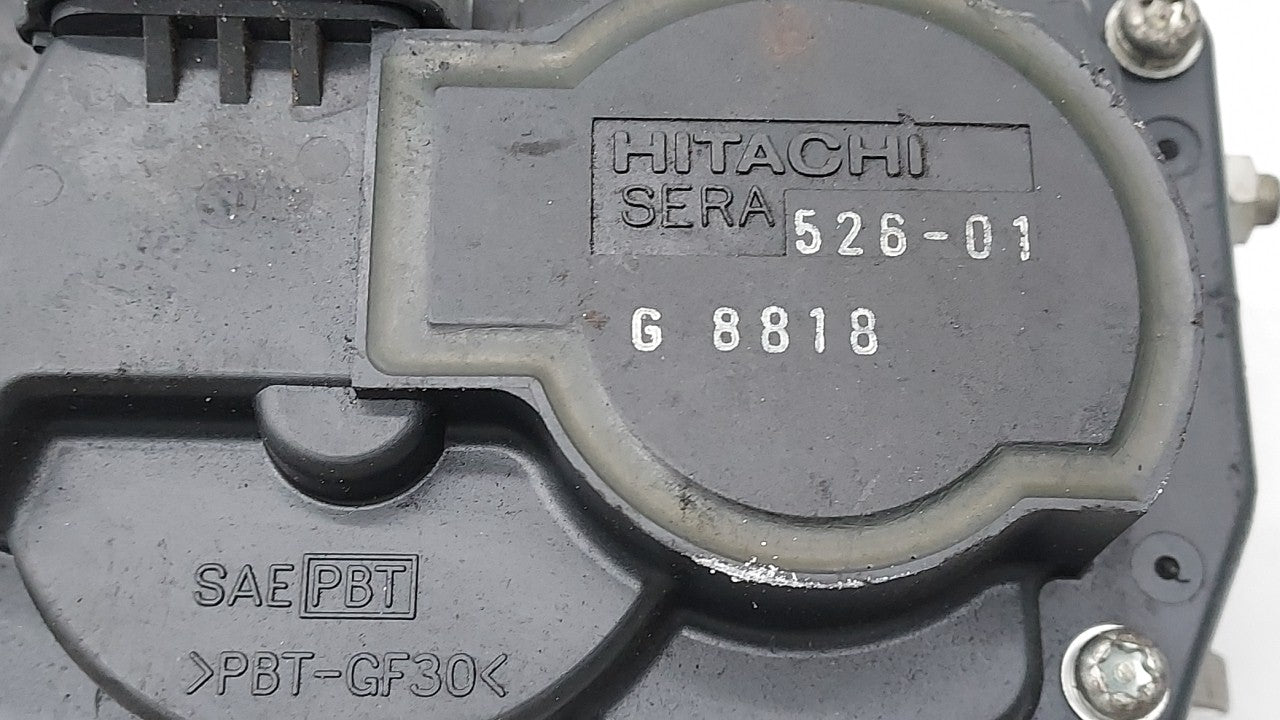 HITACHI
SERA 526-01
G 8818
SAE PBT
>PBT-GF30<